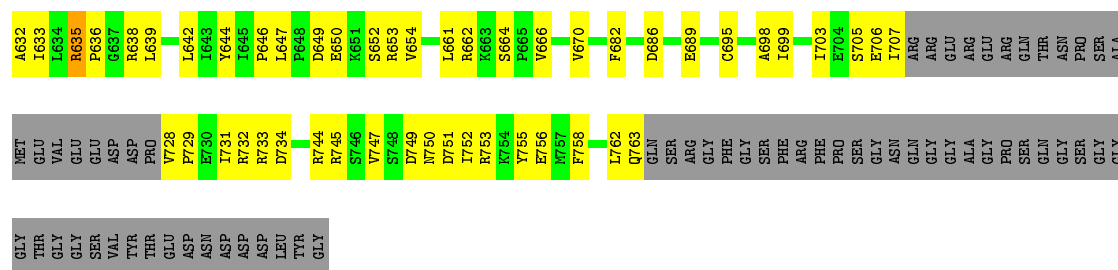 A632 I633 L634 R635 P636 G637 R638 L639 L642 I643 Y644 I645 P646 L647 P648 D649 E650 K651 S652 R653 V654 L661 R662 K663 S664 P665 V666 V670 F682 D686 E689 C695 A698 I699 I703 E704 S705 E706 I707 ARG ARG GLU ARG GLU ARG GLN THR ASN PRO SER ALA
MET GLU VAL GLU GLU ASP ASP PRO V728 P729 E730 I731 R732 R733 D734 R744 R745 S746 V747 S748 D749 N750 D751 I752 R753 K754 Y755 E756 M757 F758 L762 Q763 GLN SER ARG GLY PHE GLY SER PHE ARG PHE PRO SER GLY ASN GLN GLY GLY ALA GLY PRO SER GLN GLY SER GLY GLY
GLY THR GLY GLY SER VAL TYR THR GLU ASP ASN ASP ASP ASP LEU TYR GLY